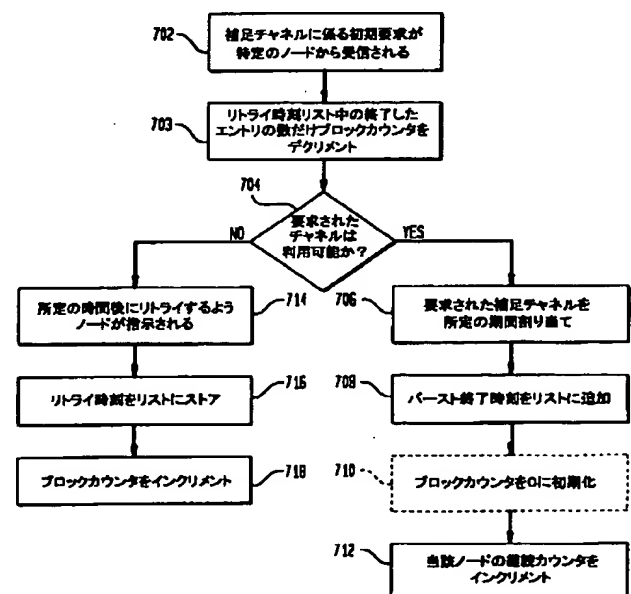 702
補足チャネルに係る初期要求が
特定のノードから受信される
703
リトライ時刻リスト中の終了した
エントリの数だけブロックカウンタを
デクリメント
704
要求された
チャネルは
利用可能か?
NO
YES
所定の時間後にリトライするよう
ノードが指示される
714
706
要求された補足チャネルを
所定の期間割り当て
リトライ時刻をリストにストア
716
708
バースト終了時刻をリストに追加
ブロックカウンタをインクリメント
718
710
ブロックカウンタを0に初期化
712
当該ノードの継続カウンタを
インクリメント